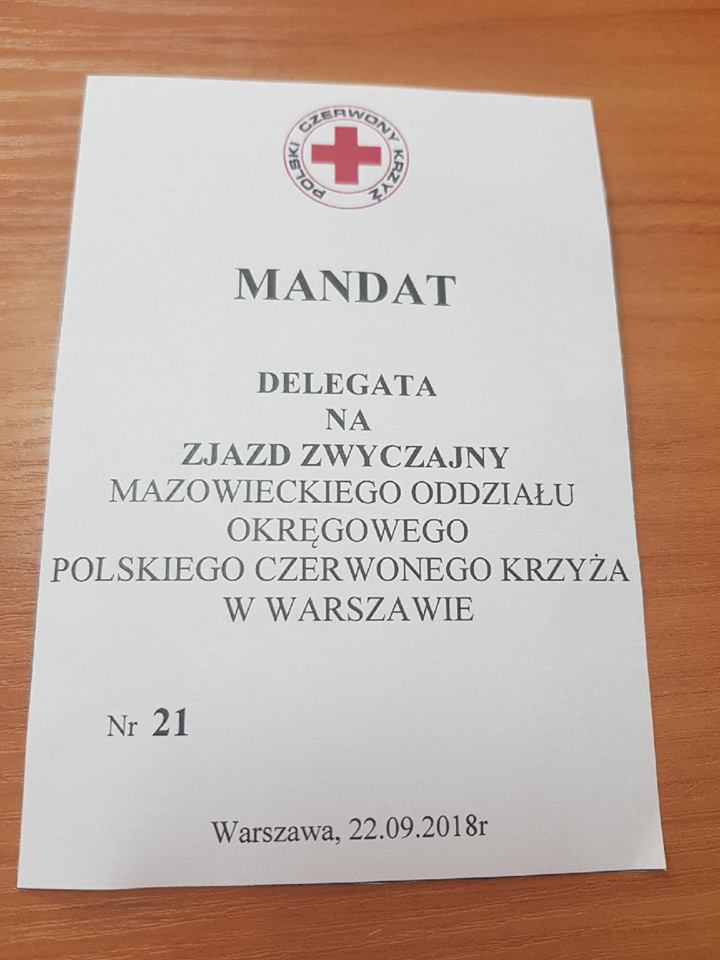 POLSKI CZERWONY KRZYŻ
MANDAT
DELEGATA
NA
ZJAZD ZWYCZAJNY
MAZOWIECKIEGO ODDZIAŁU
OKRĘGOWEGO
POLSKIEGO CZERWONEGO KRZYŻA
W WARSZAWIE
Nr 21
Warszawa, 22.09.2018r